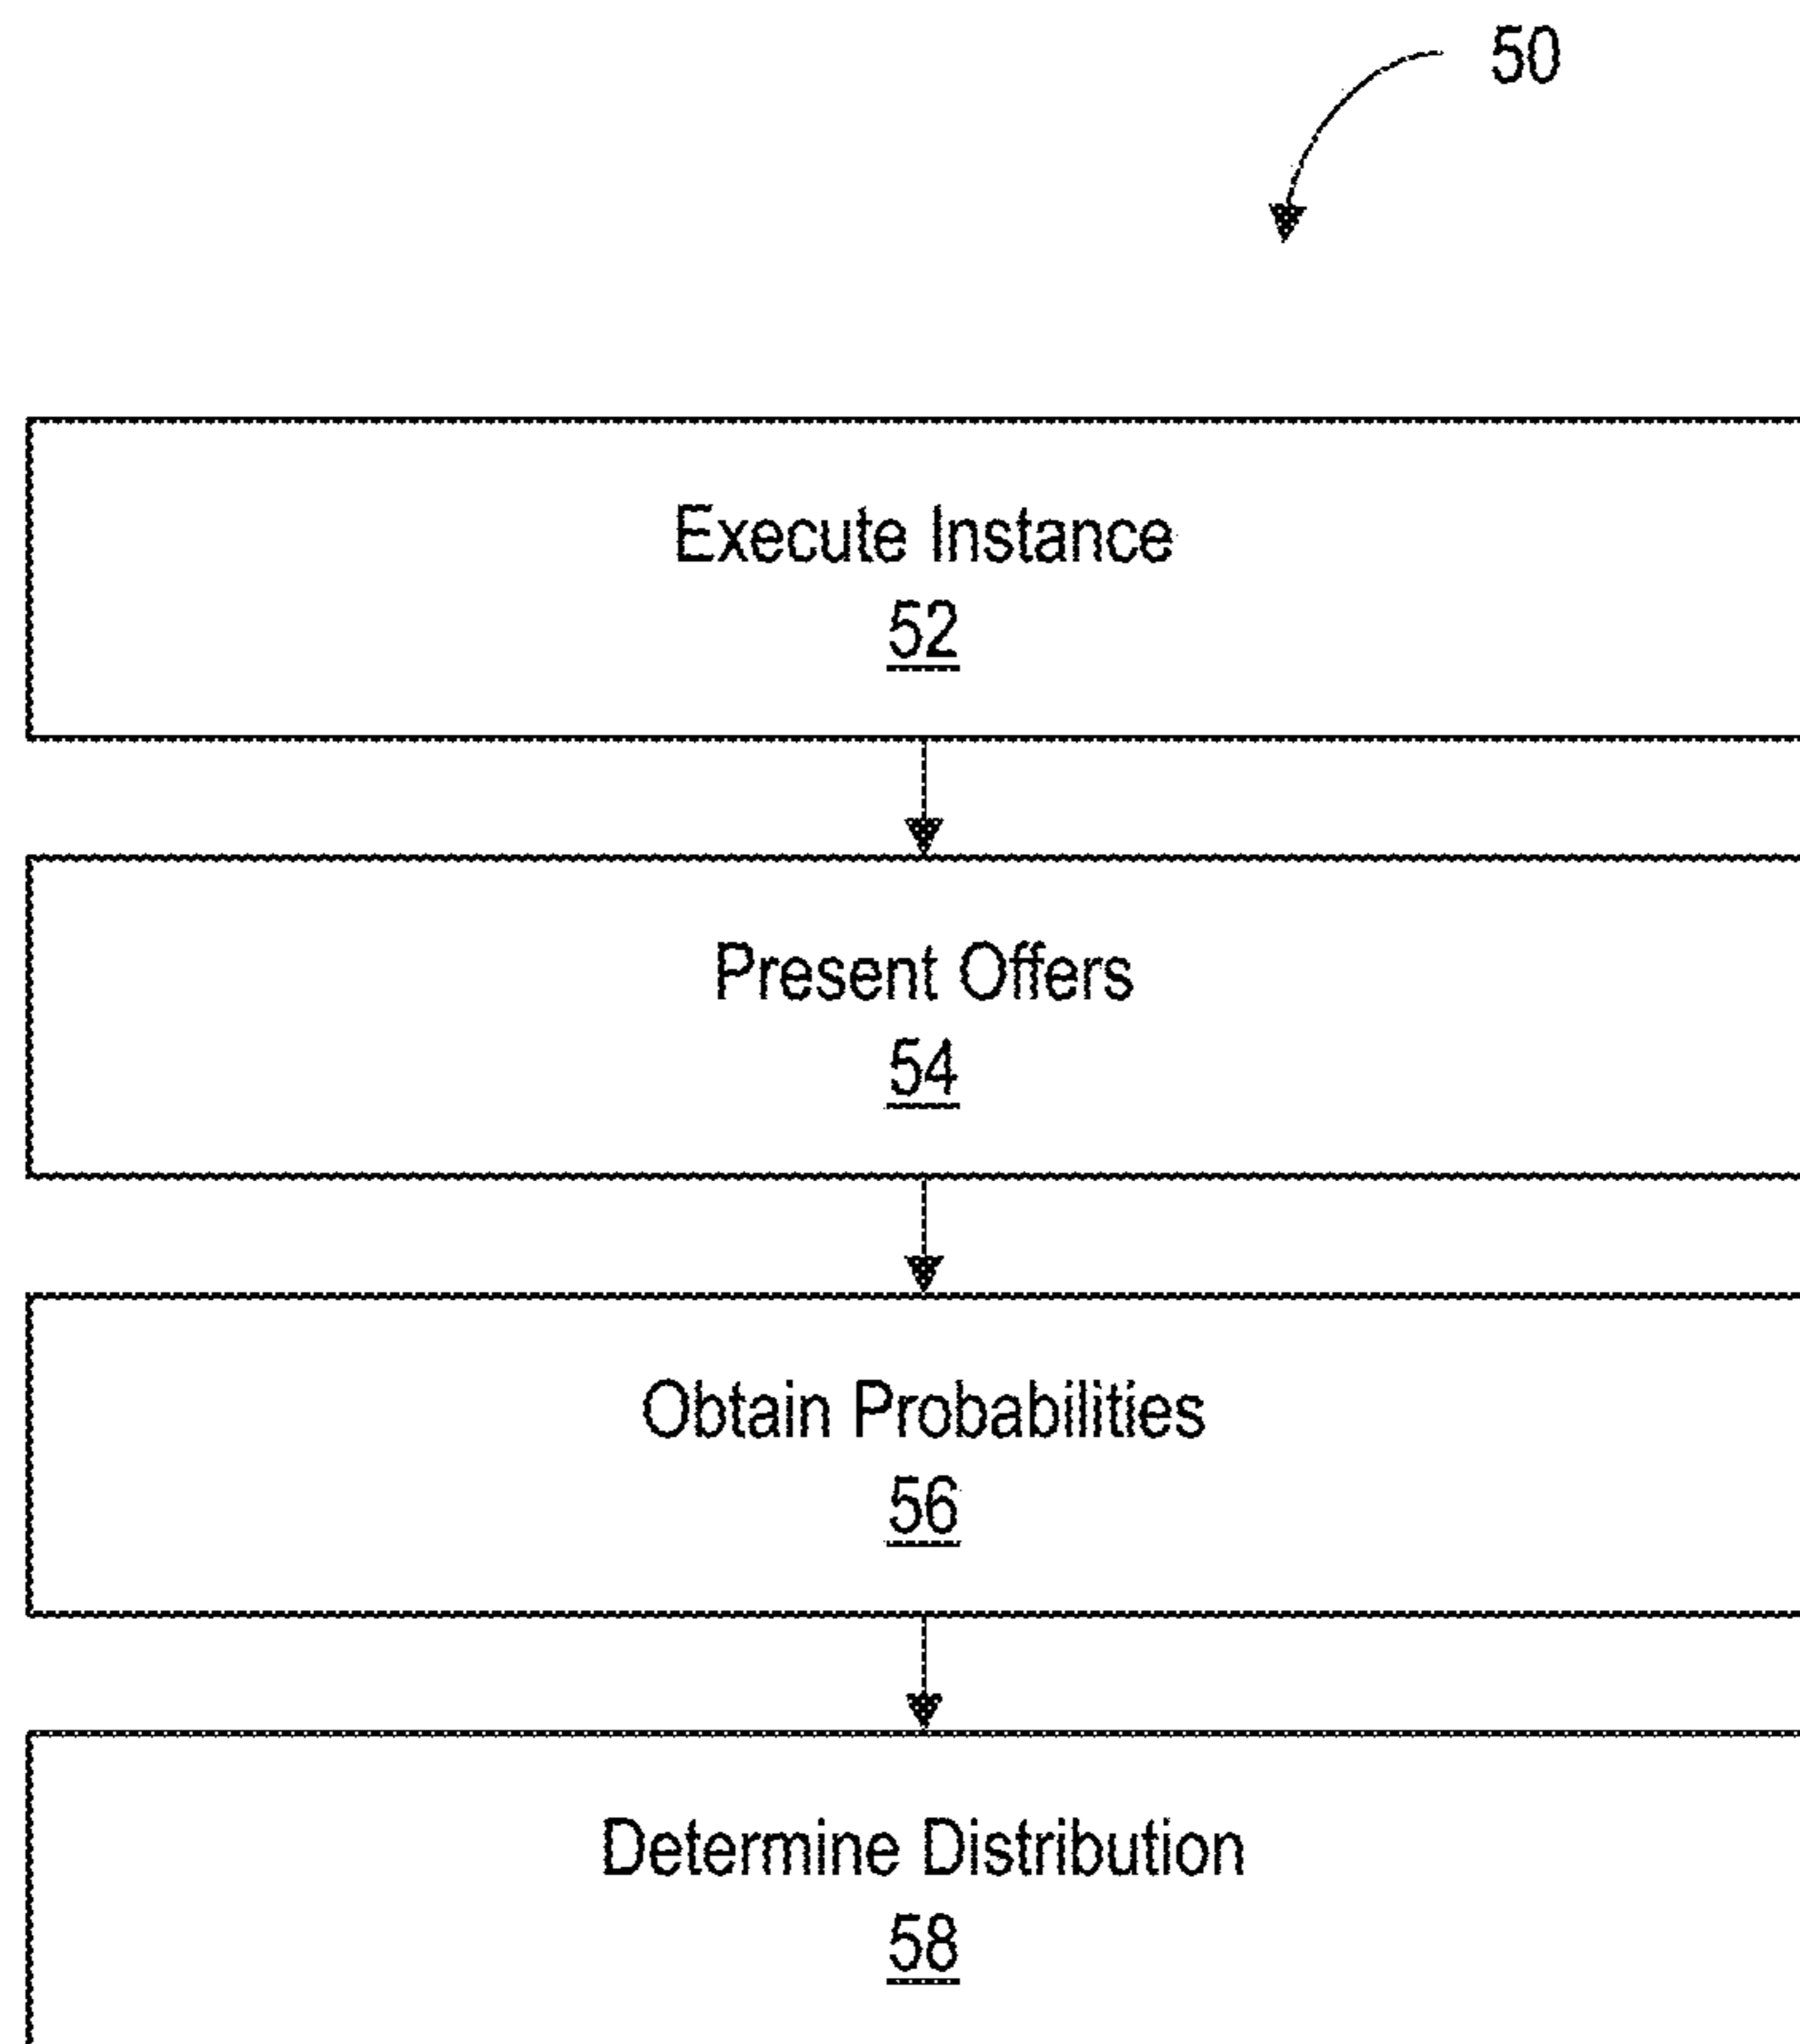 50
Execute Instance
52
Present Offers
54
Obtain Probabilities
56
Determine Distribution
58